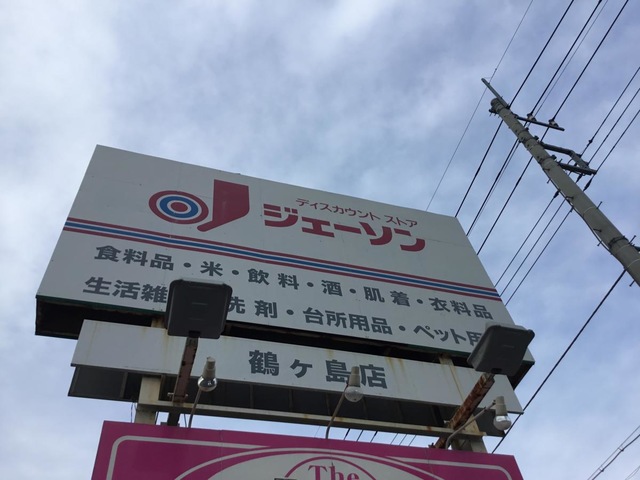 ディスカウント ストア
ジェーソン
食料品・米・飲料・酒・肌着・衣料品
生活雑 洗剤・台所用品・ペット用
鶴ヶ島店
The